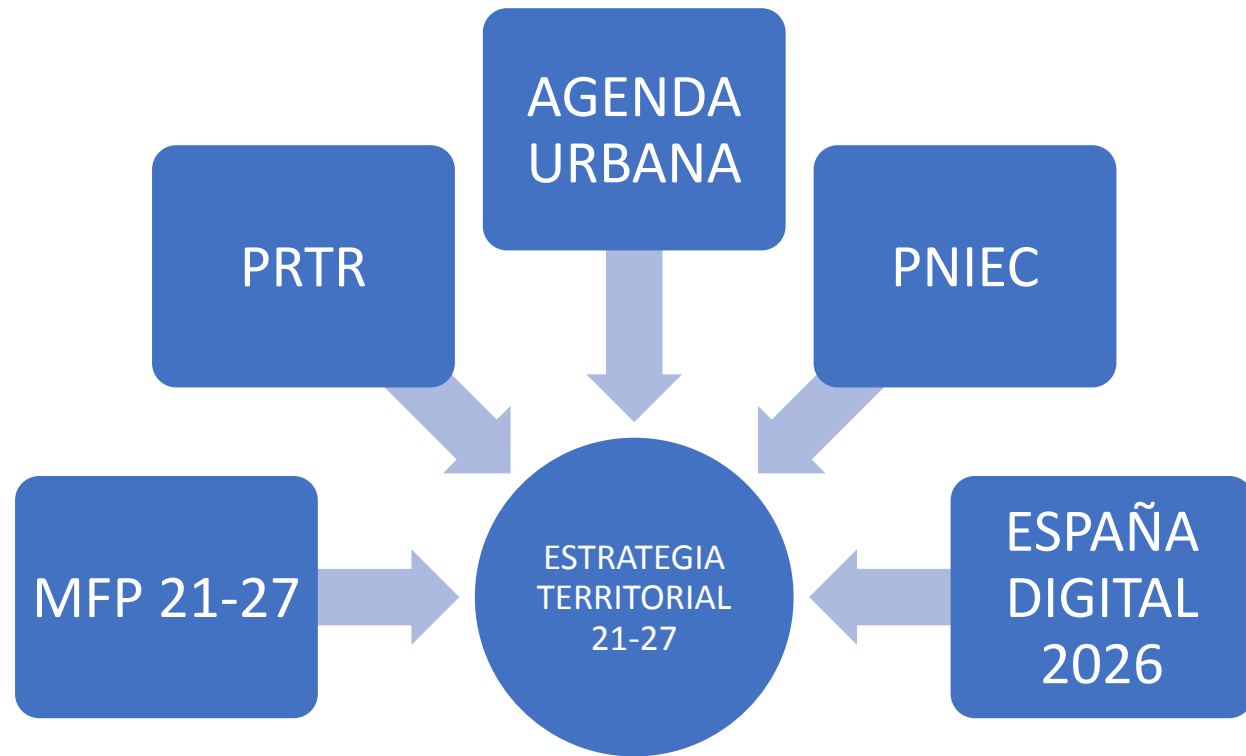 AGENDA
URBANA
PRTR
PNIEC
MFP 21-27
ESTRATEGIA
TERRITORIAL
21-27
ESPAÑA
DIGITAL
2026